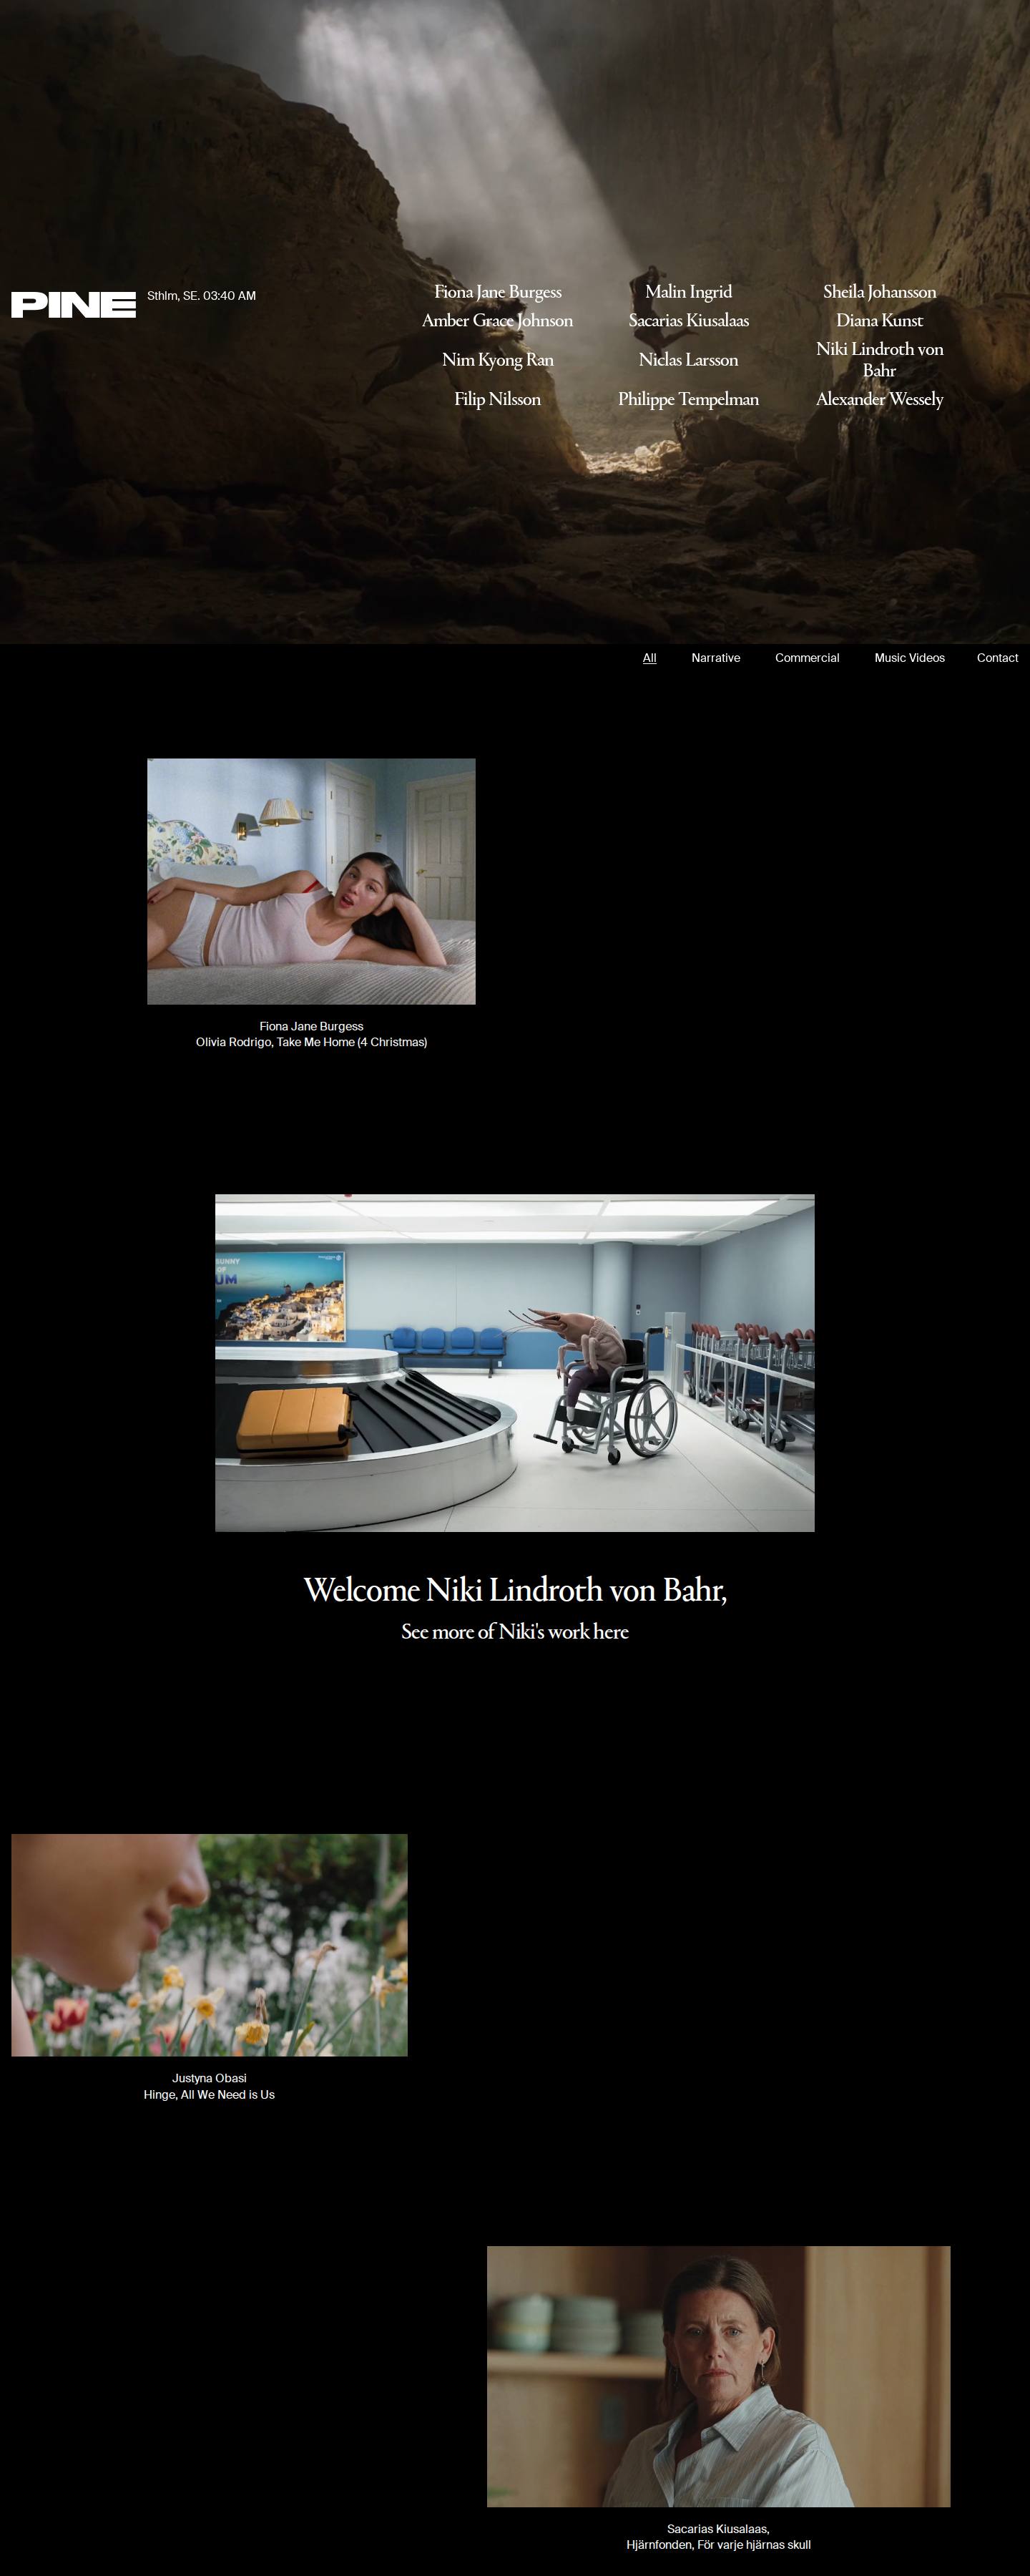 PINE
Sthlm, SE. 03:40 AM
Fiona Jane Burgess
Malin Ingrid
Sheila Johansson
Amber Grace Johnson
Sacarias Kiusalaas
Diana Kunst
Nim Kyong Ran
Niclas Larsson
Niki Lindroth von
Bahr
Filip Nilsson
Philippe Tempelman
Alexander Wessely
All
Narrative
Commercial
Music Videos
Contact
Fiona Jane Burgess
Olivia Rodrigo, Take Me Home (4 Christmas)
SUNNY
OF
UM
Welcome Niki Lindroth von Bahr,
See more of Niki's work here
Justyna Obasi
Hinge, All We Need is Us
Sacarias Kiusalaas,
Hjärnfonden, För varje hjärnas skull